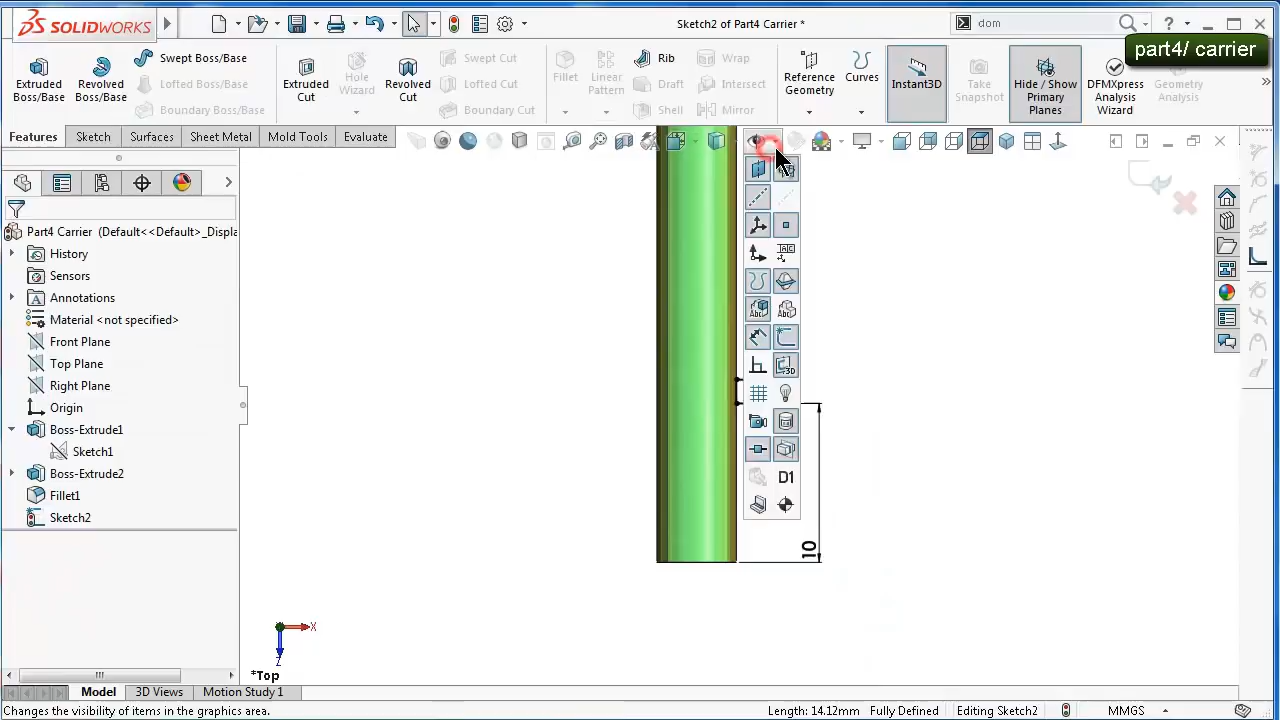 SOLIDWORKS
Sketch2 of Part4 Carrier *
dom
?
part4/ carrier
Extruded Boss/Base
Revolved Boss/Base
Swept Boss/Base
Lofted Boss/Base
Boundary Boss/Base
Extruded Cut
Hole Wizard
Revolved Cut
Swept Cut
Lofted Cut
Boundary Cut
Fillet
Linear Pattern
Rib
Draft
Shell
Wrap
Intersect
Mirror
Reference Geometry
Curves
Instant3D
Take Snapshot
Hide / Show Primary Planes
DFMXpress Analysis Wizard
Geometry Analysis
Features
Sketch
Surfaces
Sheet Metal
Mold Tools
Evaluate
Part4 Carrier (Default<<Default>_Displa
History
Sensors
Annotations
Material <not specified>
Front Plane
Top Plane
Right Plane
Origin
Boss-Extrude1
Sketch1
Boss-Extrude2
Fillet1
Sketch2
D1
10
X
Z
*Top
Model
3D Views
Motion Study 1
Changes the visibility of items in the graphics area.
Length: 14.12mm
Fully Defined
Editing Sketch2
MMGS